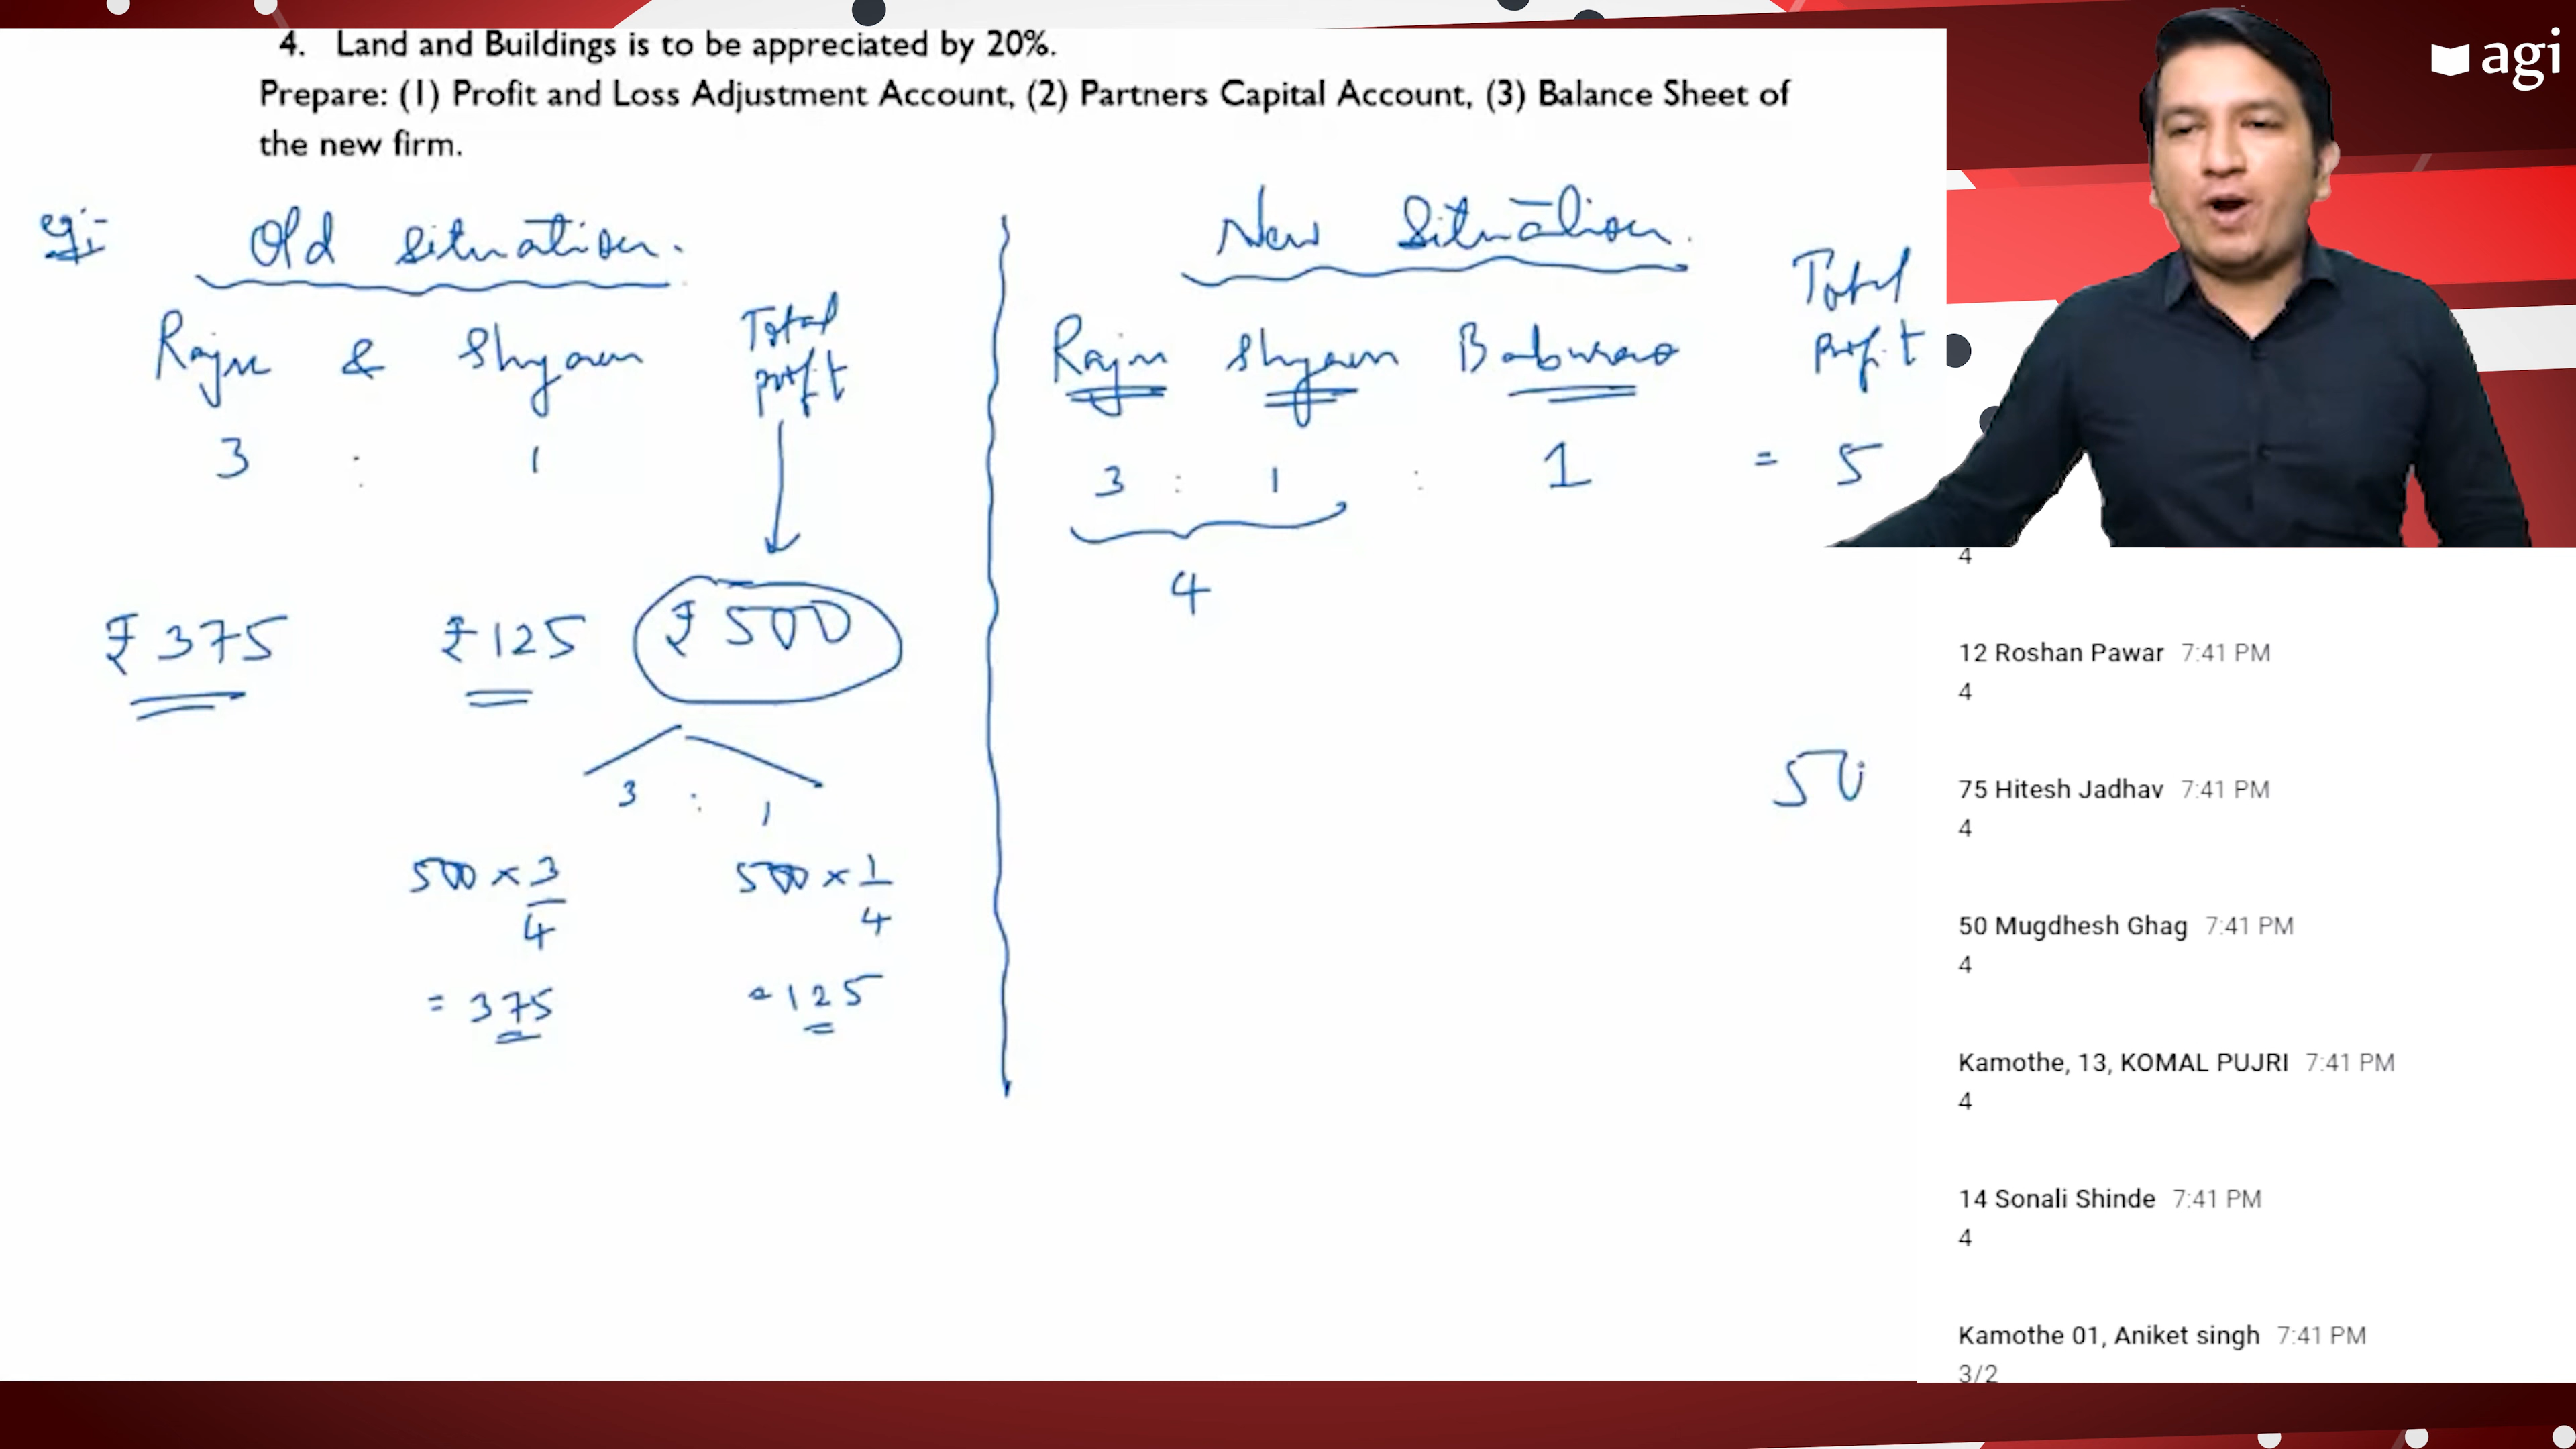 4. Land and Buildings is to be appreciated by 20%.
Prepare: (1) Profit and Loss Adjustment Account, (2) Partners Capital Account, (3) Balance Sheet of
the new firm.
agi
eg:-
Old situation.
Raju & Shyam
Total
profit
3 : 1
₹375 ₹125 ₹500
3 : 1
500 × 3/4 500 × 1/4
= 375 = 125
New Situation.
Total
profit
Raju Shyam Baburao
3 : 1 : 1 = 5
4
50
4
12 Roshan Pawar 7:41 PM
4
75 Hitesh Jadhav 7:41 PM
4
50 Mugdhesh Ghag 7:41 PM
4
Kamothe, 13, KOMAL PUJRI 7:41 PM
4
14 Sonali Shinde 7:41 PM
4
Kamothe 01, Aniket singh 7:41 PM
3/2